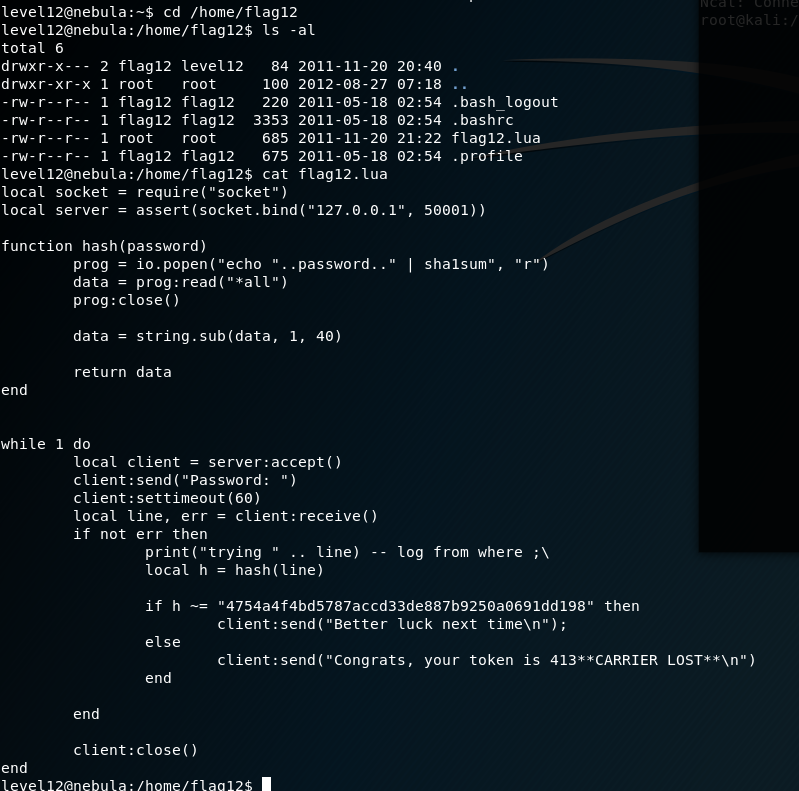 level12@nebula:~$ cd /home/flag12
level12@nebula:/home/flag12$ ls -al
total 6
drwxr-x--- 2 flag12 level12   84 2011-11-20 20:40 .
drwxr-xr-x 1 root   root     100 2012-08-27 07:18 ..
-rw-r--r-- 1 flag12 flag12   220 2011-05-18 02:54 .bash_logout
-rw-r--r-- 1 flag12 flag12  3353 2011-05-18 02:54 .bashrc
-rw-r--r-- 1 root   root     685 2011-11-20 21:22 flag12.lua
-rw-r--r-- 1 flag12 flag12   675 2011-05-18 02:54 .profile
level12@nebula:/home/flag12$ cat flag12.lua
local socket = require("socket")
local server = assert(socket.bind("127.0.0.1", 50001))

function hash(password)
        prog = io.popen("echo "..password.." | sha1sum", "r")
        data = prog:read("*all")
        prog:close()

        data = string.sub(data, 1, 40)

        return data
end


while 1 do
        local client = server:accept()
        client:send("Password: ")
        client:settimeout(60)
        local line, err = client:receive()
        if not err then
                print("trying " .. line) -- log from where ;\
                local h = hash(line)

                if h ~= "4754a4f4bd5787accd33de887b9250a0691dd198" then
                        client:send("Better luck next time\n");
                else
                        client:send("Congrats, your token is 413**CARRIER LOST**\n")
                end

        end

        client:close()
end
level12@nebula:/home/flag12$
Ncat: Conne
root@kali:/